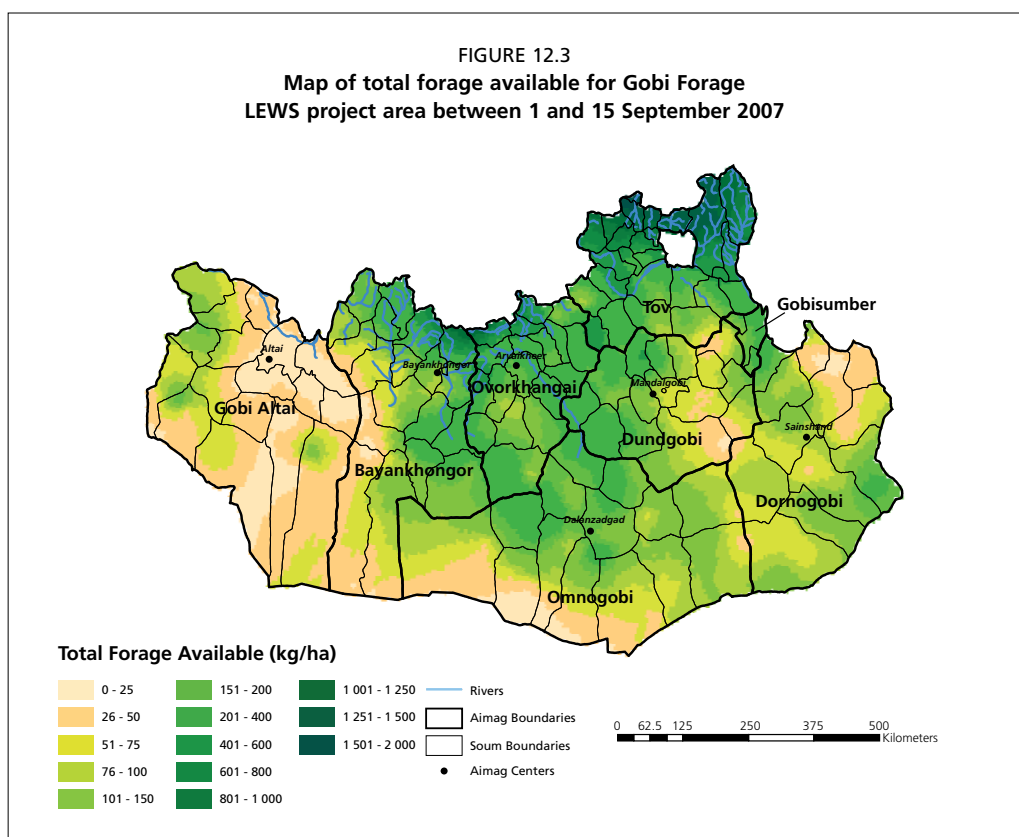 FIGURE 12.3
Map of total forage available for Gobi Forage
LEWS project area between 1 and 15 September 2007
Tov
Gobisumber
Altai
Bayankhongor
Arvaikheer
Ovorkhangai
Mandalgobi
Gobi Altai
Dundgobi
Sainshand
Bayankhongor
Dornogobi
Dalanzadgad
Omnogobi
Total Forage Available (kg/ha)
0 - 25
26 - 50
51 - 75
76 - 100
101 - 150
151 - 200
201 - 400
401 - 600
601 - 800
801 - 1 000
1 001 - 1 250
1 251 - 1 500
1 501 - 2 000
Rivers
Aimag Boundaries
Soum Boundaries
Aimag Centers
0 62.5 125 250 375 500
Kilometers